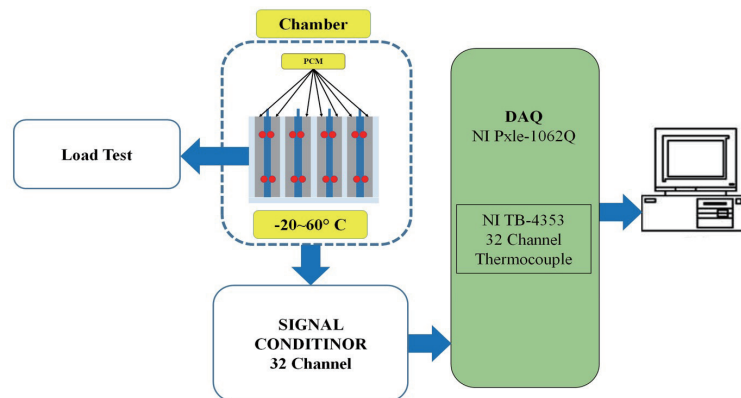 Chamber
PCM
Load Test
-20~60° C
SIGNAL
CONDITINOR
32 Channel
DAQ
NI Pxle-1062Q
NI TB-4353
32 Channel
Thermocouple